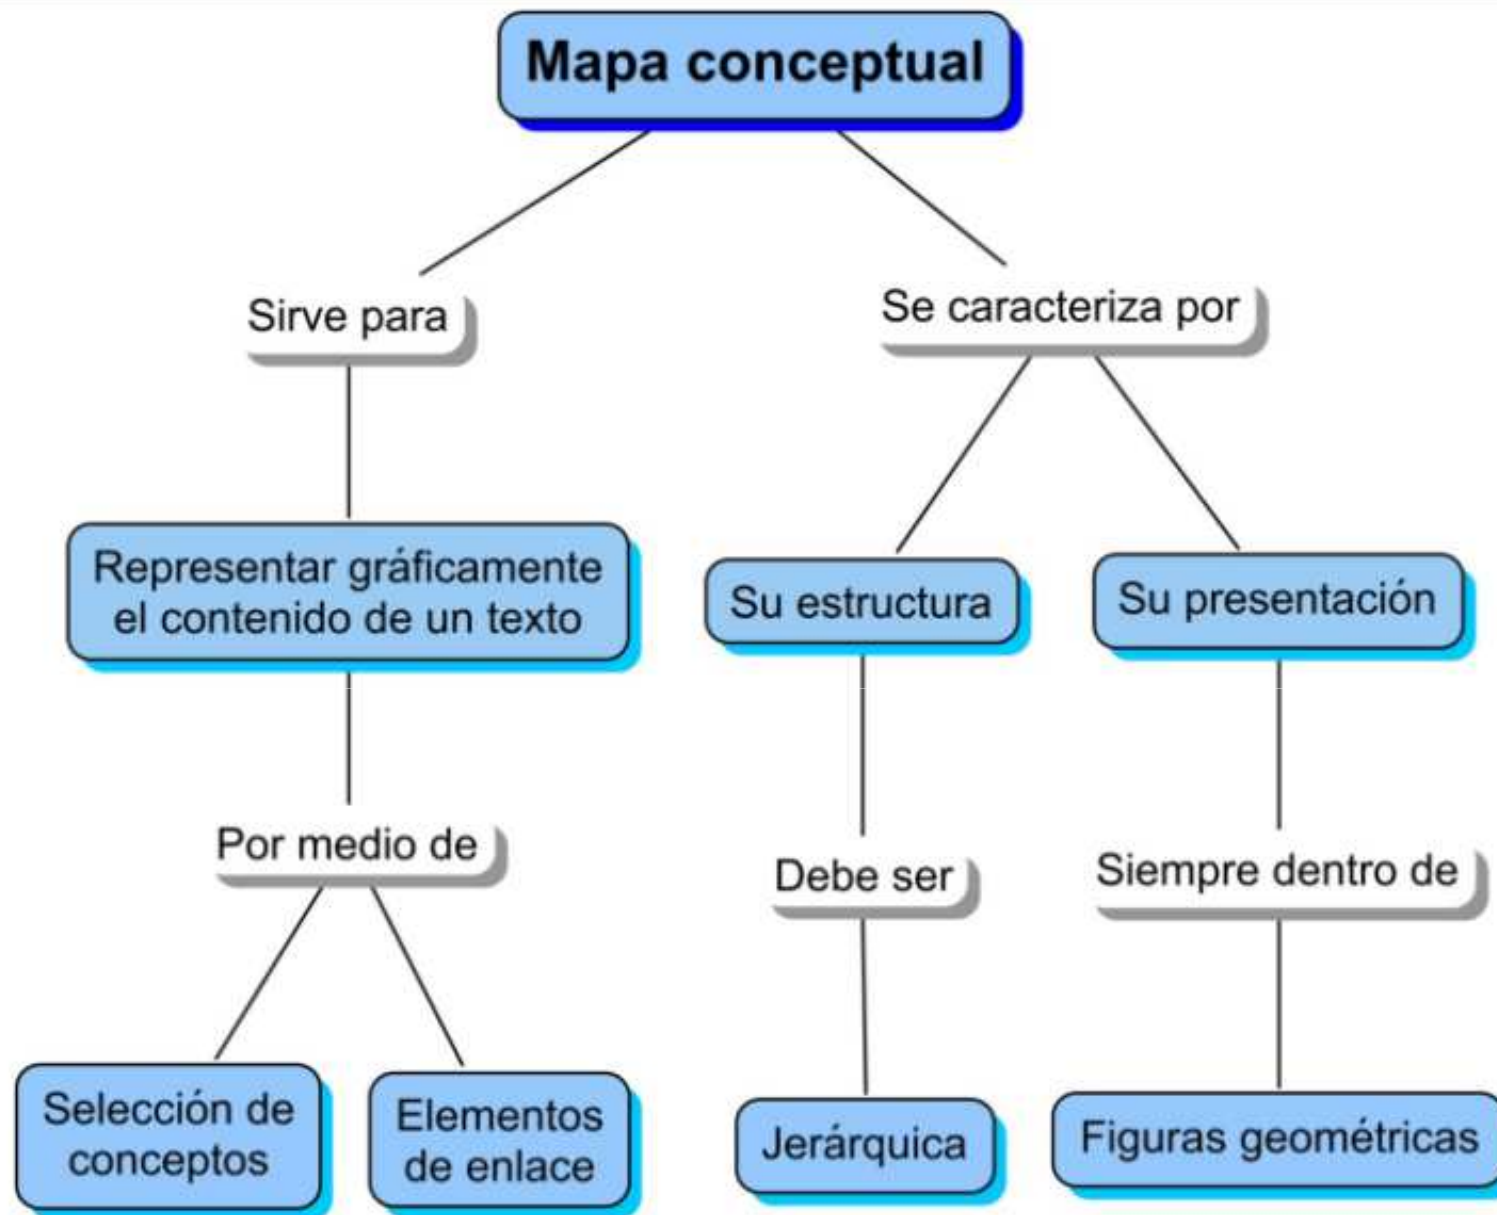 Mapa conceptual
Sirve para
Se caracteriza por
Representar gráficamente
el contenido de un texto
Su estructura
Su presentación
Por medio de
Debe ser
Siempre dentro de
Selección de
conceptos
Elementos
de enlace
Jerárquica
Figuras geométricas